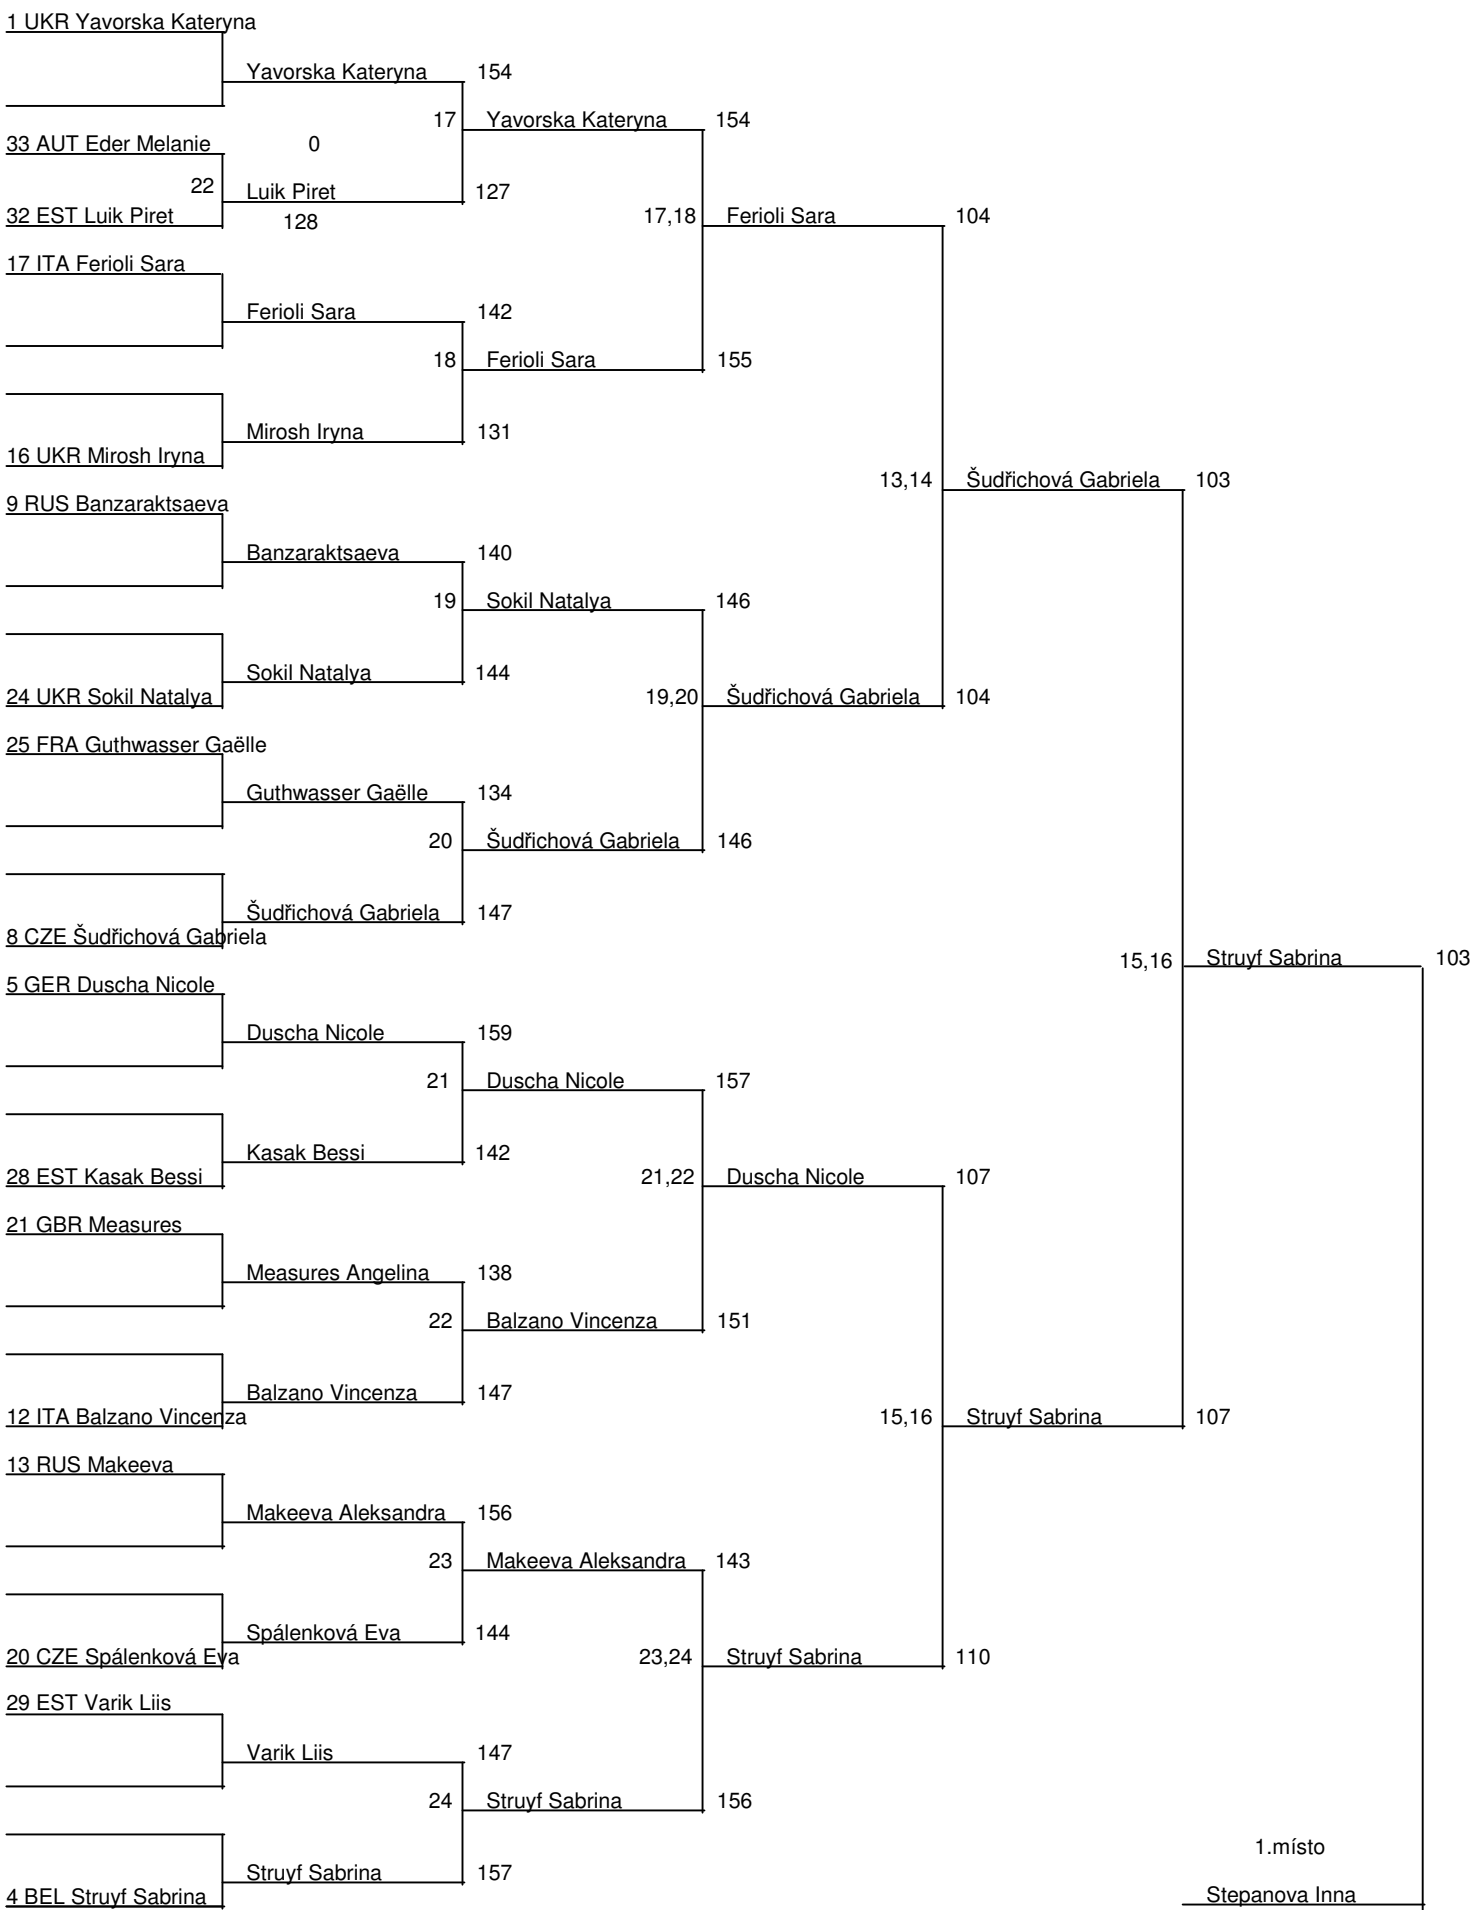 1 UKR Yavorska Kateryna
Yavorska Kateryna 154
17 Yavorska Kateryna 154
33 AUT Eder Melanie 0
22 Luik Piret 127
32 EST Luik Piret 128
17,18 Ferioli Sara 104
17 ITA Ferioli Sara
Ferioli Sara 142
18 Ferioli Sara 155
Mirosh Iryna 131
16 UKR Mirosh Iryna
13,14 Šudřichová Gabriela 103
9 RUS Banzaraktsaeva
Banzaraktsaeva 140
19 Sokil Natalya 146
Sokil Natalya 144
24 UKR Sokil Natalya
19,20 Šudřichová Gabriela 104
25 FRA Guthwasser Gaëlle
Guthwasser Gaëlle 134
20 Šudřichová Gabriela 146
Šudřichová Gabriela 147
8 CZE Šudřichová Gabriela
15,16 Struyf Sabrina 103
5 GER Duscha Nicole
Duscha Nicole 159
21 Duscha Nicole 157
Kasak Bessi 142
28 EST Kasak Bessi
21,22 Duscha Nicole 107
21 GBR Measures
Measures Angelina 138
22 Balzano Vincenza 151
Balzano Vincenza 147
12 ITA Balzano Vincenza
15,16 Struyf Sabrina 107
13 RUS Makeeva
Makeeva Aleksandra 156
23 Makeeva Aleksandra 143
Spálenková Eva 144
20 CZE Spálenková Eva
23,24 Struyf Sabrina 110
29 EST Varik Liis
Varik Liis 147
24 Struyf Sabrina 156
1.místo
Struyf Sabrina 157
4 BEL Struyf Sabrina
Stepanova Inna